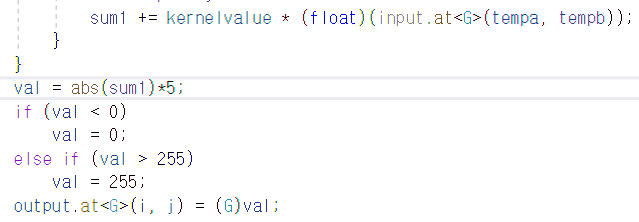 sum1 += kernelvalue * (float)(input.at<G>(tempa, tempb));
}
}
val = abs(sum1)*5;
if (val < 0)
val = 0;
else if (val > 255)
val = 255;
output.at<G>(i, j) = (G)val;